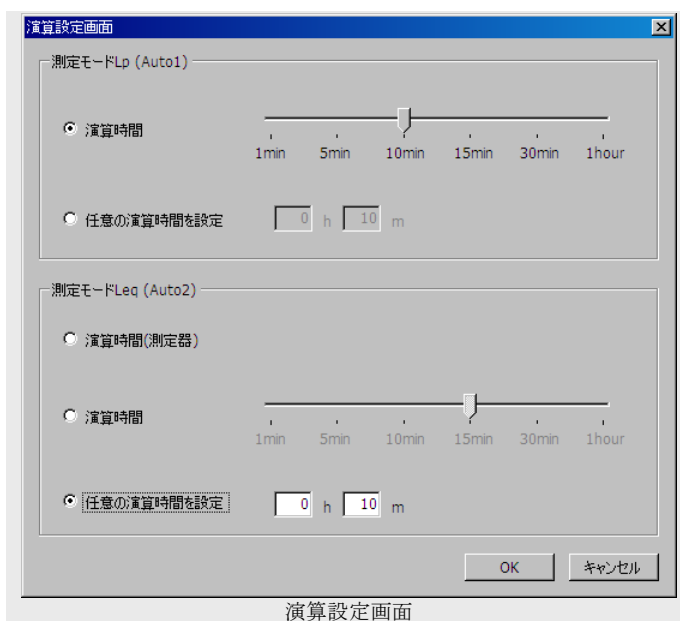 演算設定画面
測定モードLp (Auto1)
演算時間
1min 5min 10min 15min 30min 1hour
任意の演算時間を設定 0 h 10 m
測定モードLeq (Auto2)
演算時間(測定器)
演算時間
1min 5min 10min 15min 30min 1hour
任意の演算時間を設定 0 h 10 m
OK キャンセル
演算設定画面